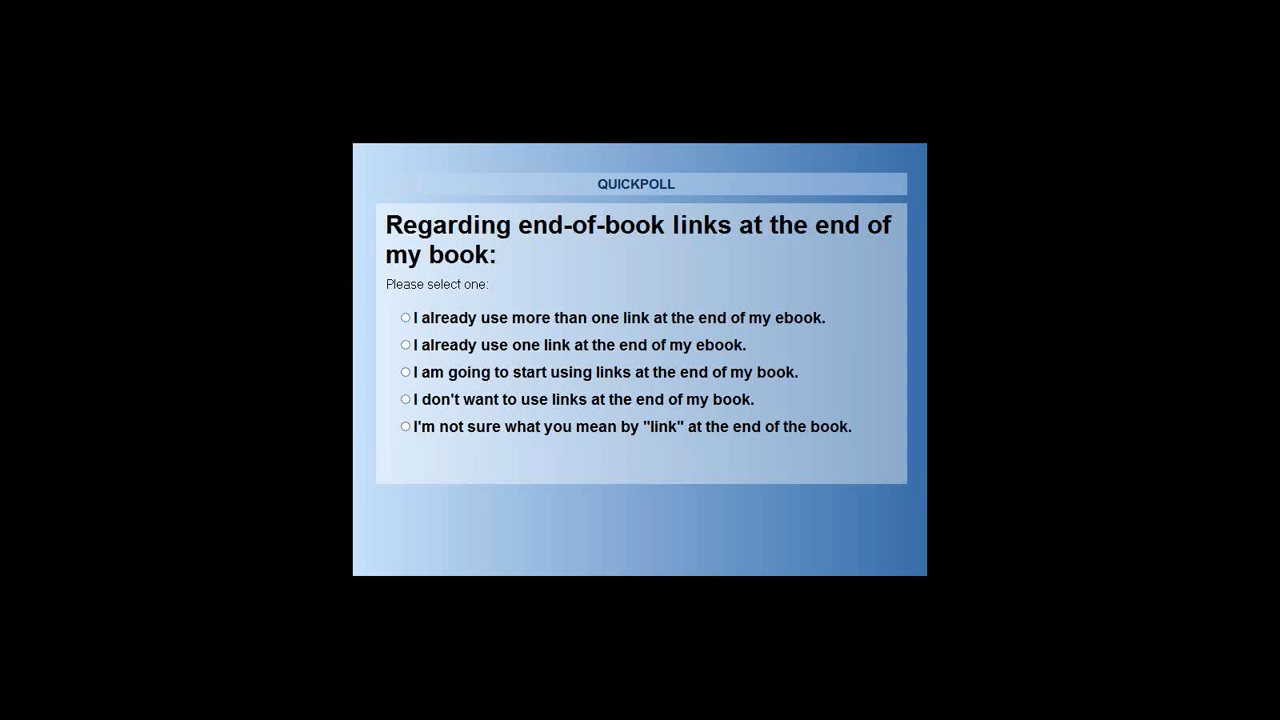 QUICKPOLL
Regarding end-of-book links at the end of
my book:
Please select one:
I already use more than one link at the end of my ebook.
I already use one link at the end of my ebook.
I am going to start using links at the end of my book.
I don't want to use links at the end of my book.
I'm not sure what you mean by "link" at the end of the book.